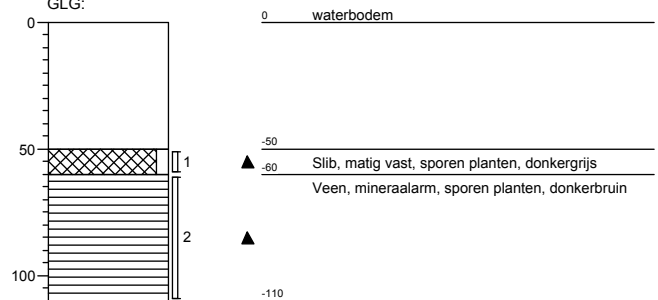 GLG:
0
0 waterbodem
50
-50
1
-60 Slib, matig vast, sporen planten, donkergrijs
Veen, mineraalarm, sporen planten, donkerbruin
2
100
-110